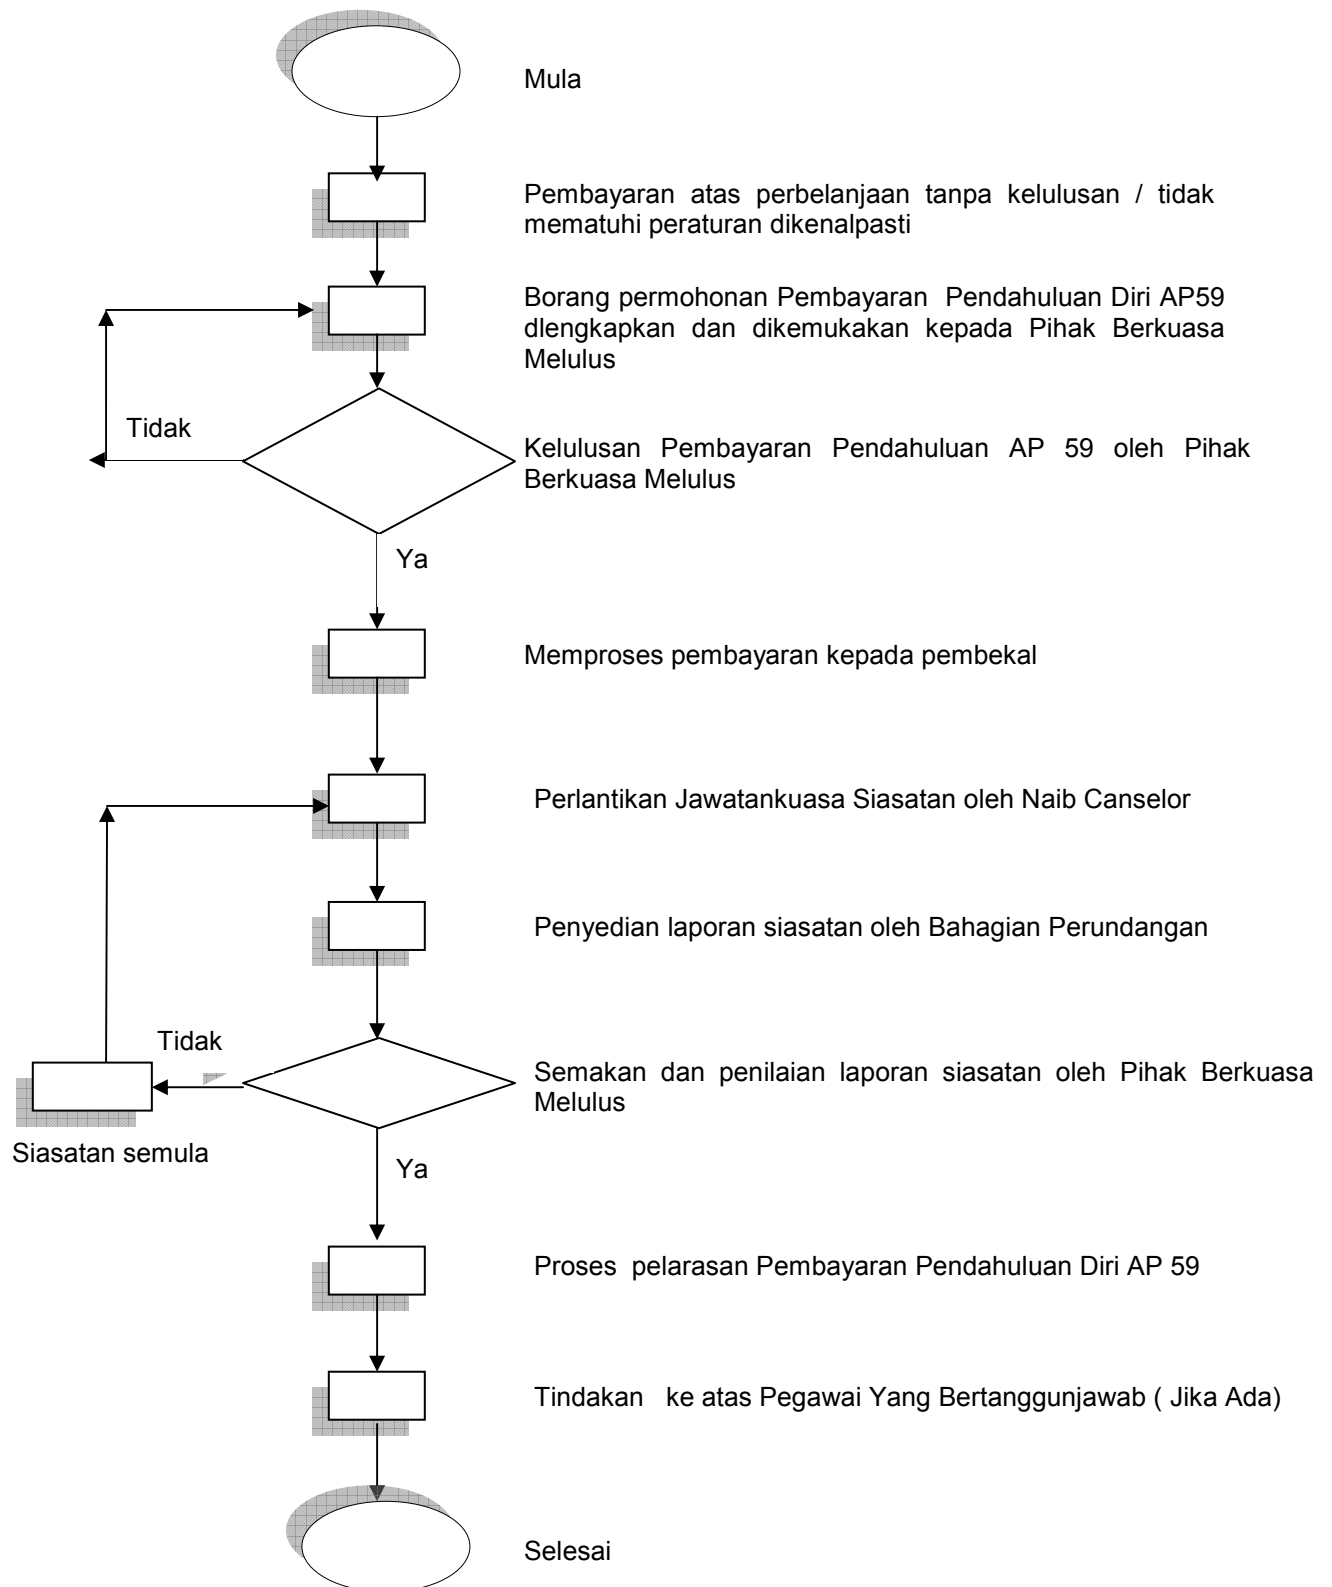 Mula
Pembayaran atas perbelanjaan tanpa kelulusan / tidak
mematuhi peraturan dikenalpasti
Borang permohonan Pembayaran Pendahuluan Diri AP59
dlengkapkan dan dikemukakan kepada Pihak Berkuasa
Melulus
Tidak
Kelulusan Pembayaran Pendahuluan AP 59 oleh Pihak
Berkuasa Melulus
Ya
Memproses pembayaran kepada pembekal
Perlantikan Jawatankuasa Siasatan oleh Naib Canselor
Penyedian laporan siasatan oleh Bahagian Perundangan
Tidak
Semakan dan penilaian laporan siasatan oleh Pihak Berkuasa
Melulus
Siasatan semula
Ya
Proses pelarasan Pembayaran Pendahuluan Diri AP 59
Tindakan ke atas Pegawai Yang Bertanggunjawab ( Jika Ada)
Selesai